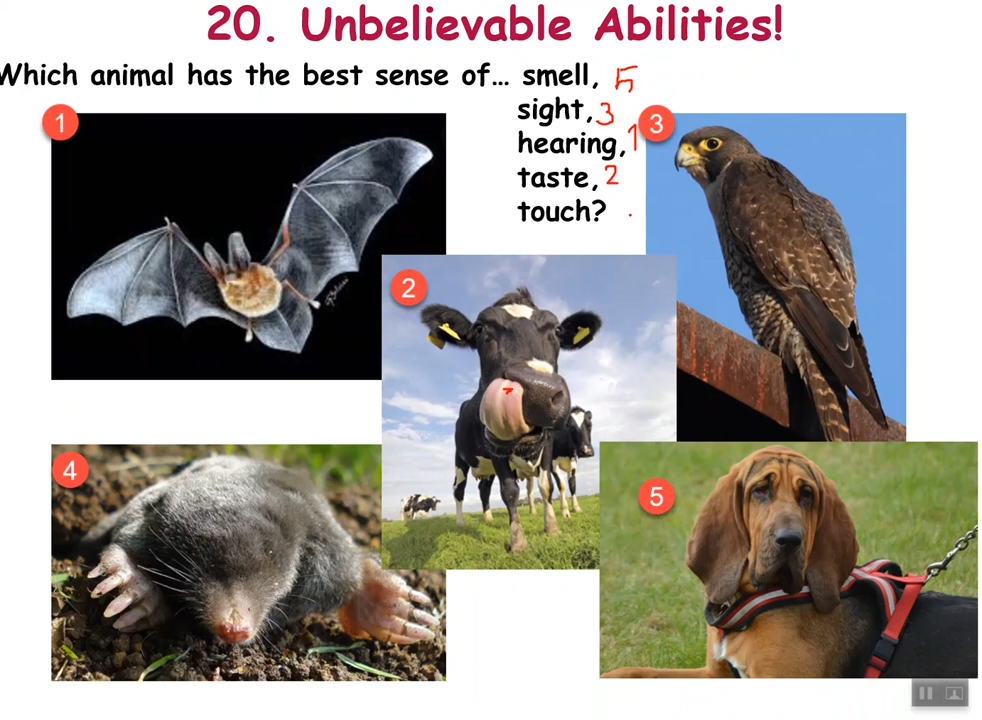 20. Unbelievable Abilities!
Which animal has the best sense of... smell, 5
sight, 3
hearing, 1
taste, 2
touch?
1
3
2
4
5